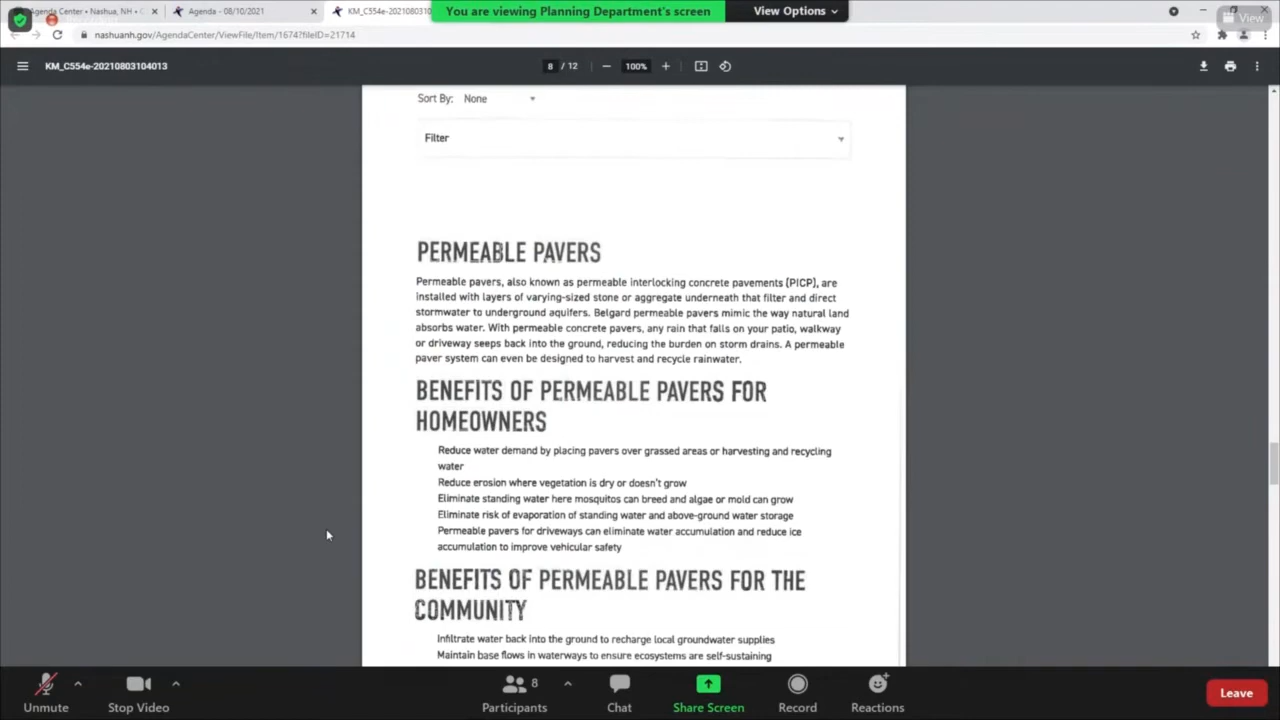 Agenda Center • Nashua, NH •
Agenda - 08/10/2021
KM_C554e-2021080310
You are viewing Planning Department's screen
View Options
View
nashuanh.gov/AgendaCenter/ViewFile/Item/1674?fileID=21714
KM_C554e-20210803104013
8 / 12
100%
Sort By: None
Filter
PERMEABLE PAVERS
Permeable pavers, also known as permeable interlocking concrete pavements (PICP), are
installed with layers of varying-sized stone or aggregate underneath that filter and direct
stormwater to underground aquifers. Belgard permeable pavers mimic the way natural land
absorbs water. With permeable concrete pavers, any rain that falls on your patio, walkway
or driveway seeps back into the ground, reducing the burden on storm drains. A permeable
paver system can even be designed to harvest and recycle rainwater.
BENEFITS OF PERMEABLE PAVERS FOR
HOMEOWNERS
Reduce water demand by placing pavers over grassed areas or harvesting and recycling
water
Reduce erosion where vegetation is dry or doesn't grow
Eliminate standing water here mosquitos can breed and algae or mold can grow
Eliminate risk of evaporation of standing water and above-ground water storage
Permeable pavers for driveways can eliminate water accumulation and reduce ice
accumulation to improve vehicular safety
BENEFITS OF PERMEABLE PAVERS FOR THE
COMMUNITY
Infiltrate water back into the ground to recharge local groundwater supplies
Maintain base flows in waterways to ensure ecosystems are self-sustaining
8
Unmute
Stop Video
Participants
Chat
Share Screen
Record
Reactions
Leave